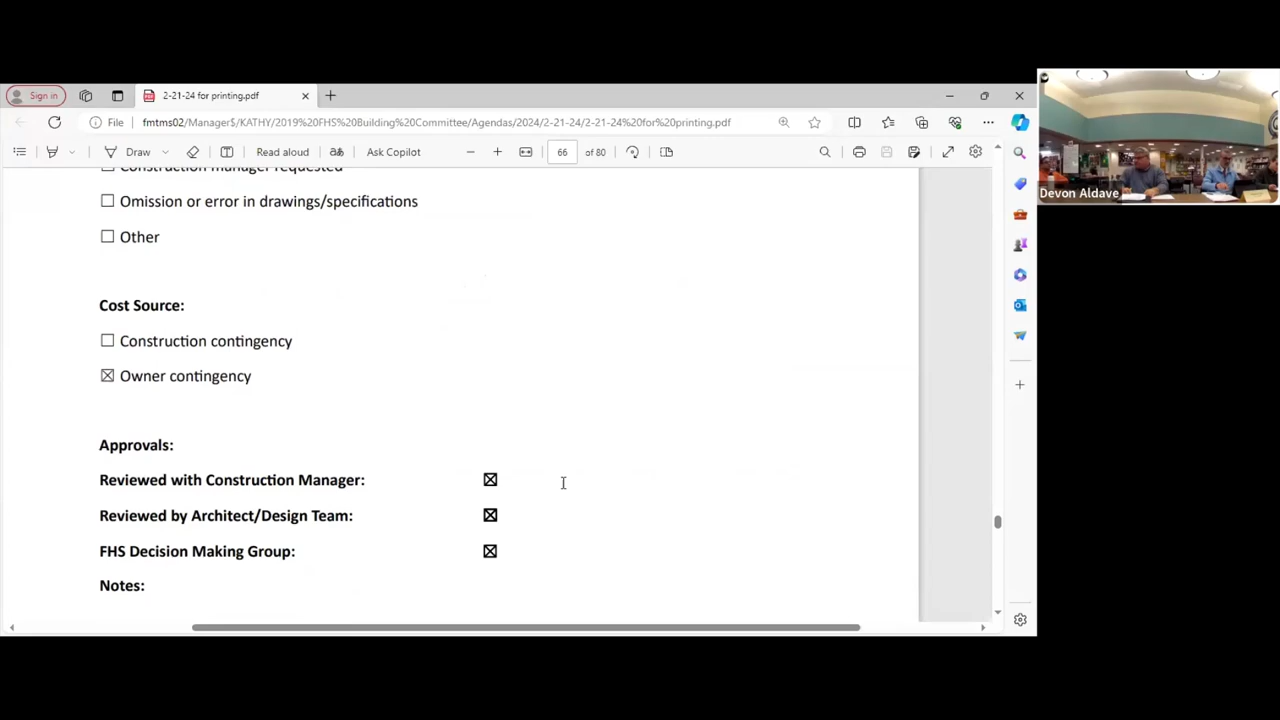 Sign in
2-21-24 for printing.pdf
File
fmtms02/Manager$/KATHY/2019%20FHS%20Building%20Committee/Agendas/2024/2-21-24/2-21-24%20for%20printing.pdf
Draw
Read aloud
Ask Copilot
66 of 80
Devon Aldave
Construction manager requested
☐ Omission or error in drawings/specifications
☐ Other
Cost Source:
☐ Construction contingency
☒ Owner contingency
Approvals:
Reviewed with Construction Manager: ☒
Reviewed by Architect/Design Team: ☒
FHS Decision Making Group: ☒
Notes: